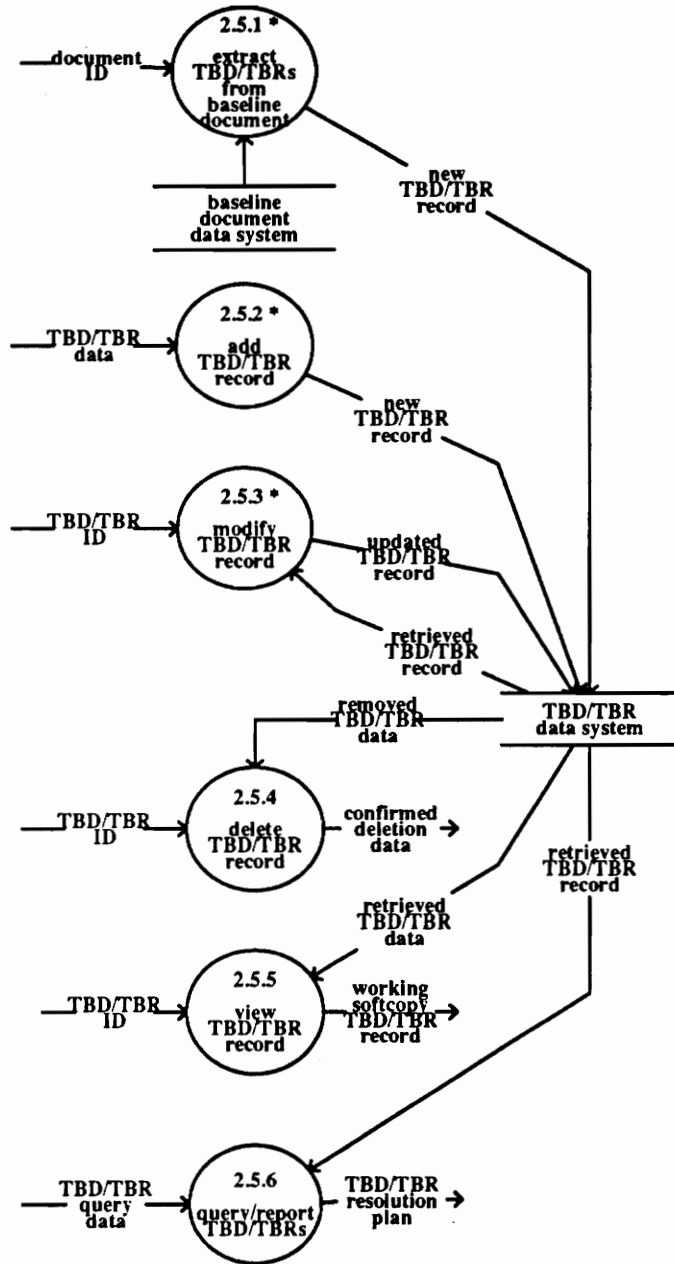 2.5.1 *
extract
TBD/TBRs
from
baseline
document
document
ID
new
TBD/TBR
record
baseline
document
data system
2.5.2 *
add
TBD/TBR
record
TBD/TBR
data
new
TBD/TBR
record
2.5.3 *
modify
TBD/TBR
record
TBD/TBR
ID
updated
TBD/TBR
record
retrieved
TBD/TBR
record
removed
TBD/TBR
data
TBD/TBR
data system
2.5.4
delete
TBD/TBR
record
TBD/TBR
ID
confirmed
deletion
data
retrieved
TBD/TBR
record
retrieved
TBD/TBR
data
2.5.5
view
TBD/TBR
record
TBD/TBR
ID
working
softcopy
TBD/TBR
record
2.5.6
query/report
TBD/TBRs
TBD/TBR
query
data
TBD/TBR
resolution
plan